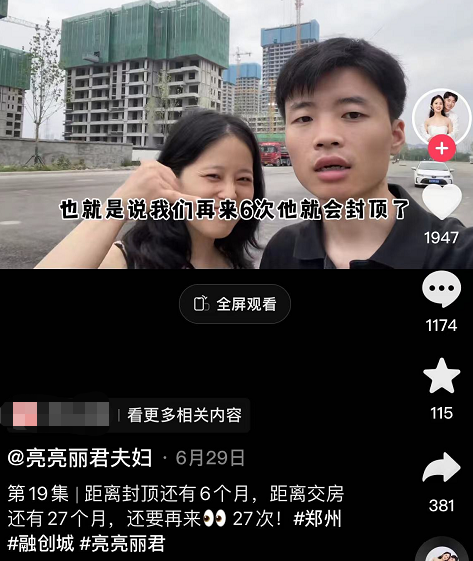 也就是说我们再来6次他就会封顶了
1947
全屏观看
1174
115
看更多相关内容
@亮亮丽君夫妇 · 6月29日
381
第19集 | 距离封顶还有6个月，距离交房
还有27个月，还要再来👀 27次！#郑州
#融创城 #亮亮丽君